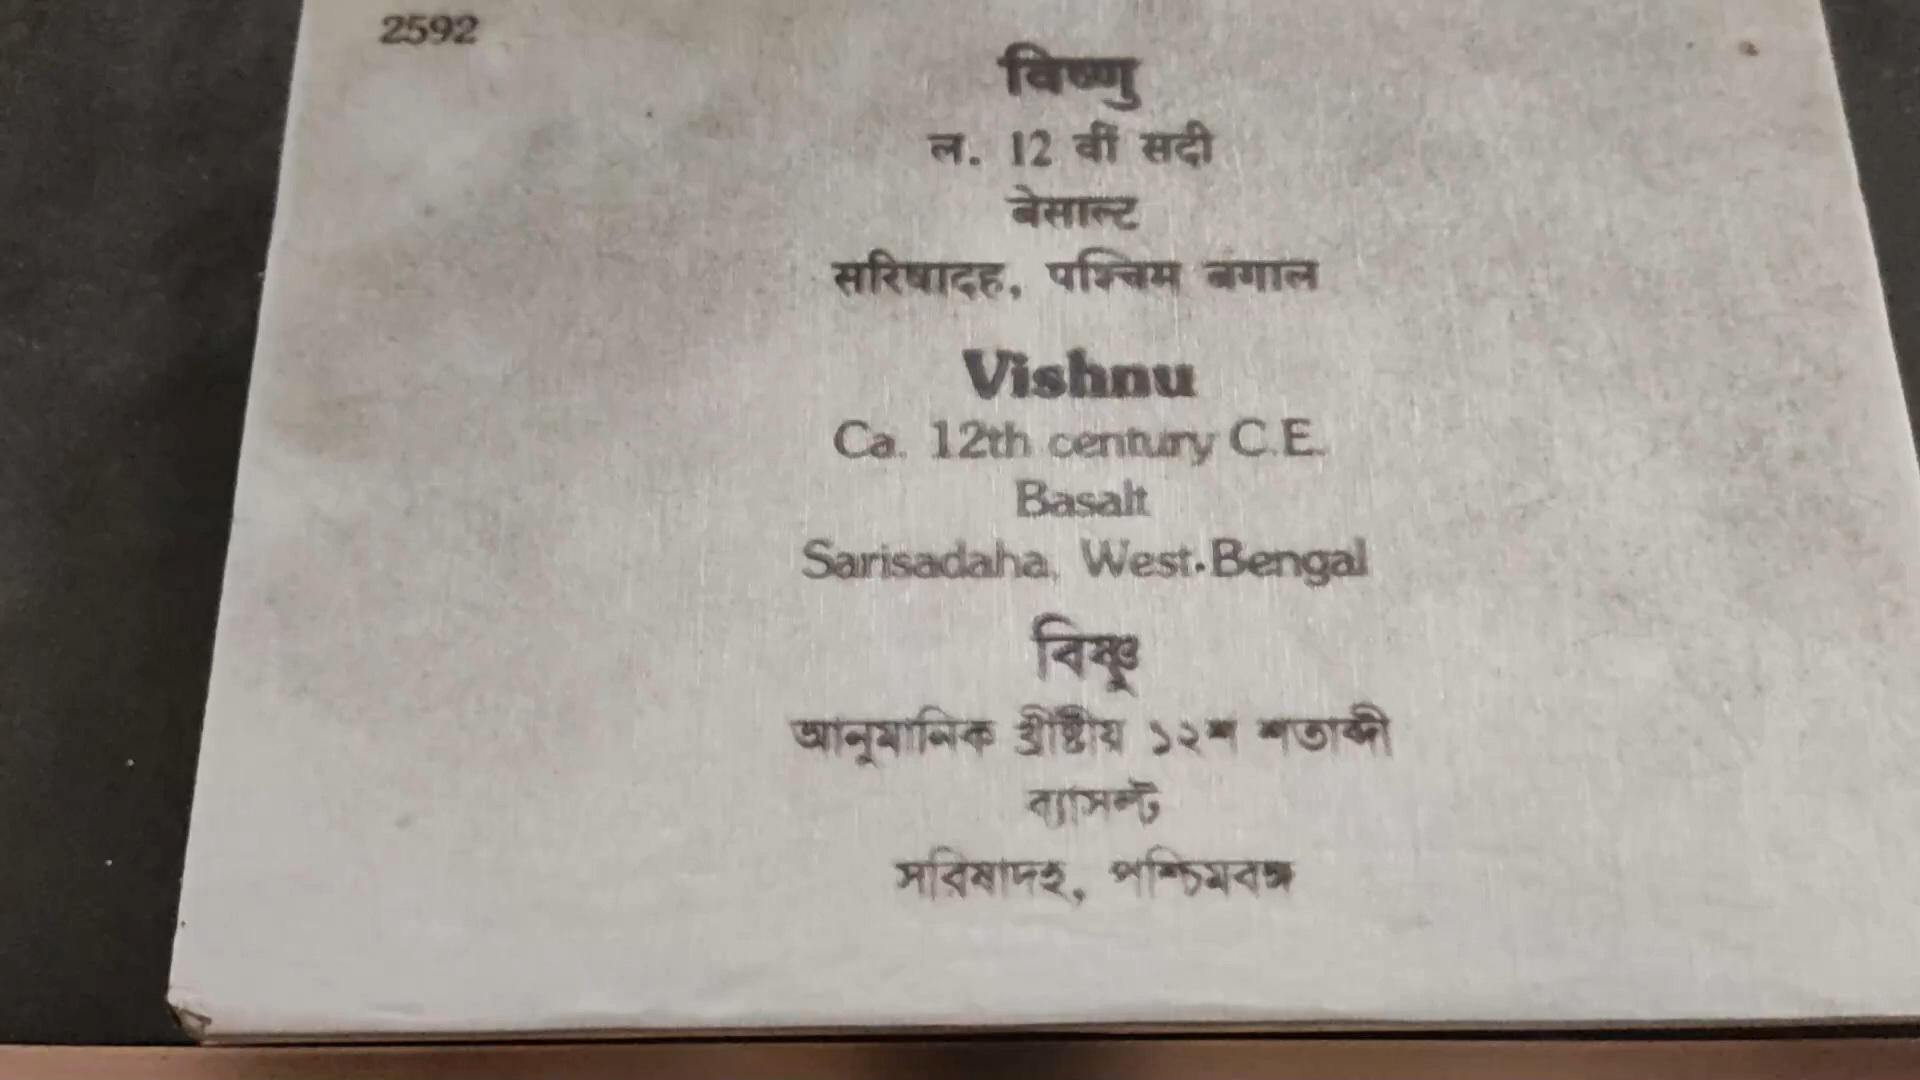 2592
विष्णु
ल. 12 वीं सदी
बेसाल्ट
सरिषादह, पश्चिम बंगाल
Vishnu
Ca. 12th century C.E.
Basalt
Sarisadaha, West Bengal
বিষ্ণু
আনুমানিক খ্রীষ্টীয় ১২শ শতাব্দী
ব্যাসল্ট
সরিষাদহ, পশ্চিমবঙ্গ